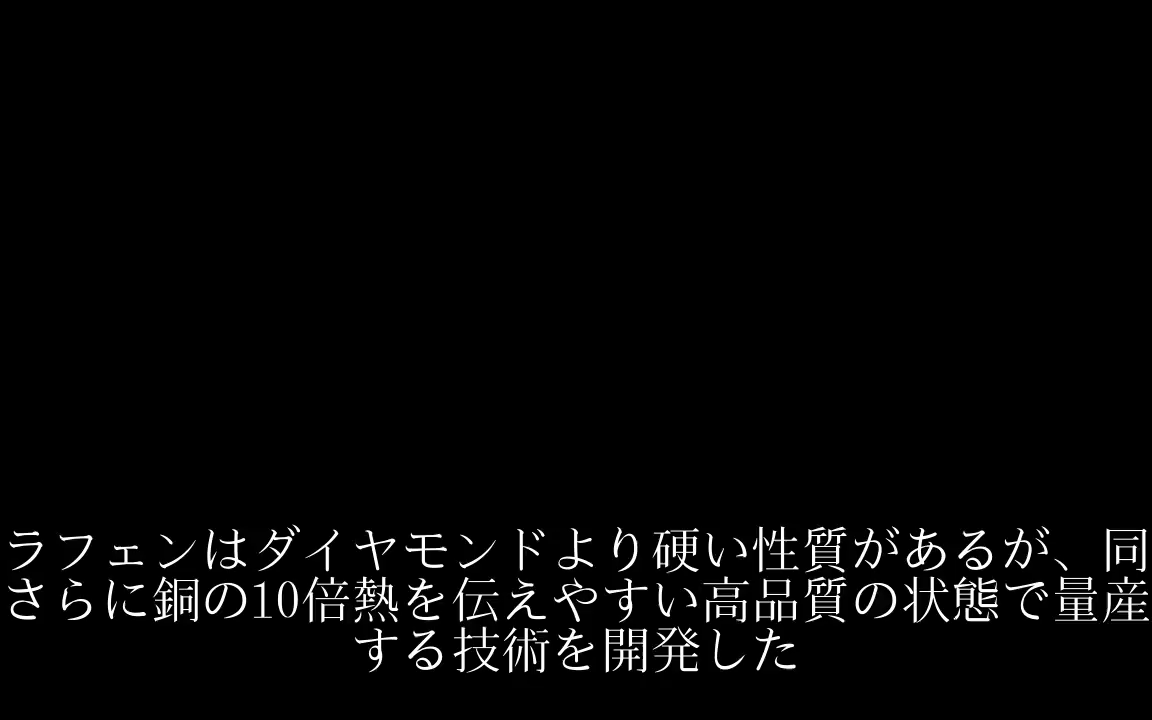 ラフェンはダイヤモンドより硬い性質があるが、同
さらに銅の10倍熱を伝えやすい高品質の状態で量産
する技術を開発した